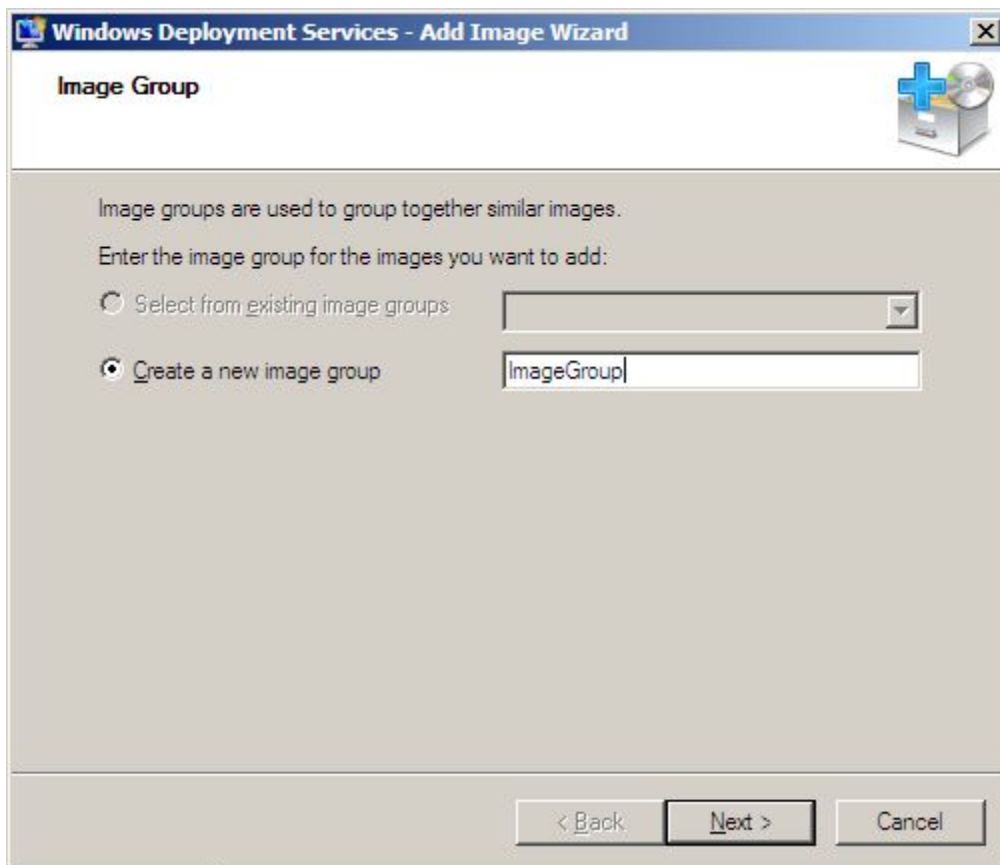 Windows Deployment Services - Add Image Wizard
Image Group
Image groups are used to group together similar images.
Enter the image group for the images you want to add:
Select from existing image groups
Create a new image group ImageGroup
< Back Next > Cancel